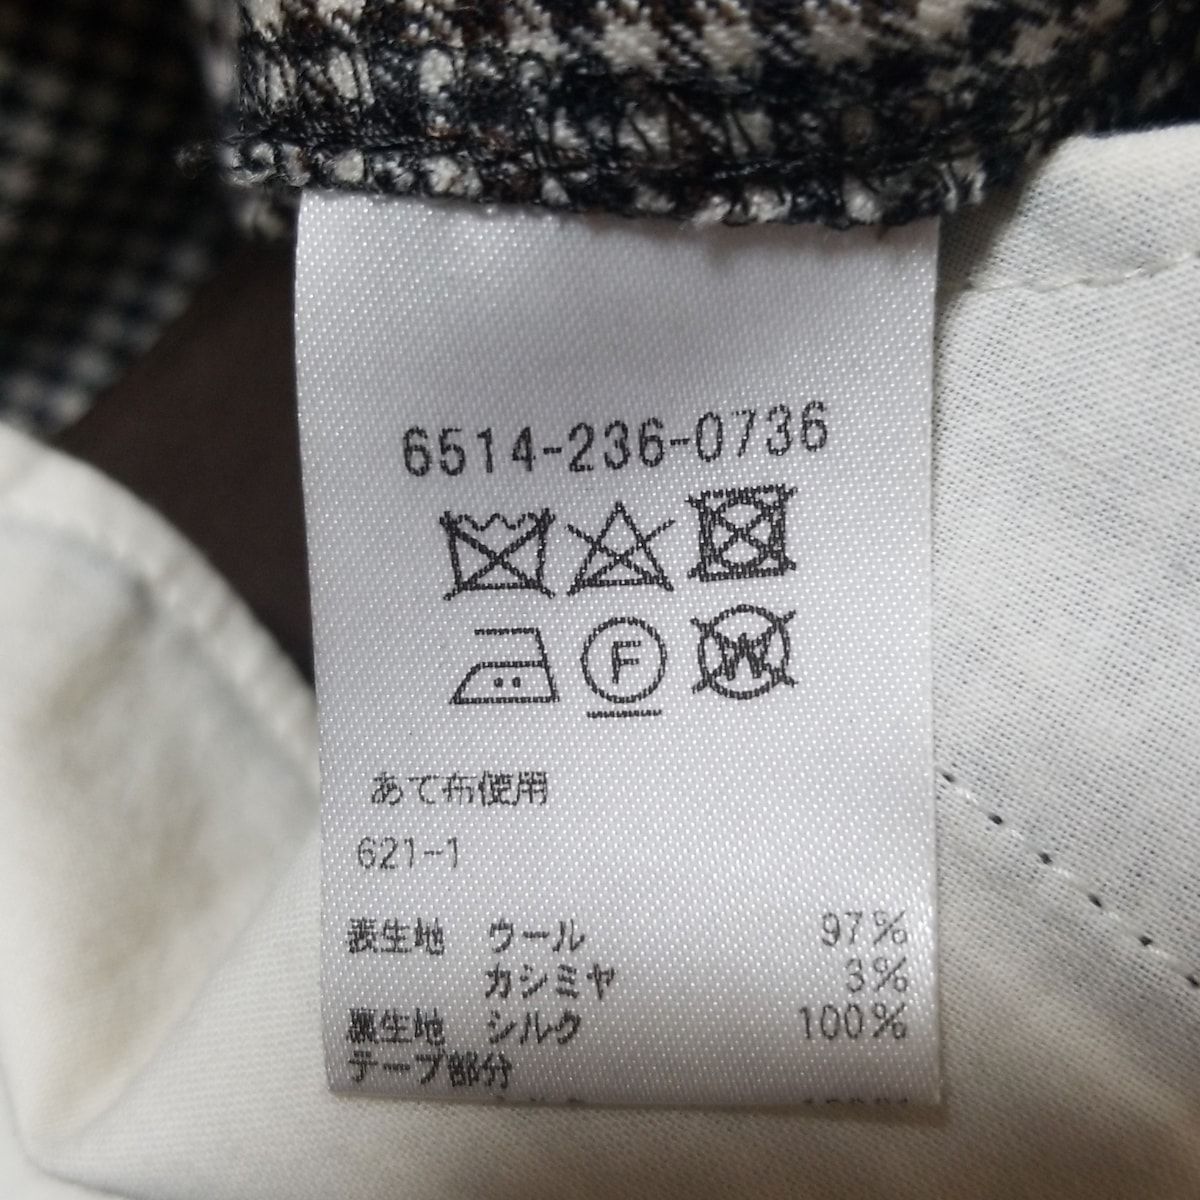 6514-236-0736
F
W
あて布使用
621-1
表生地 ウール 97%
カシミヤ 3%
裏生地 シルク 100%
テープ部分